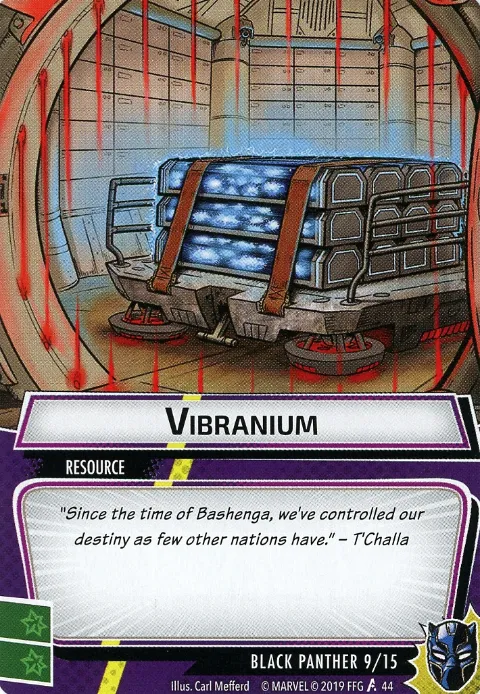 VIBRANIUM
RESOURCE
"Since the time of Bashenga, we've controlled our
destiny as few other nations have." – T'Challa
BLACK PANTHER 9/15
Illus. Carl Mefferd © MARVEL © 2019 FFG 44